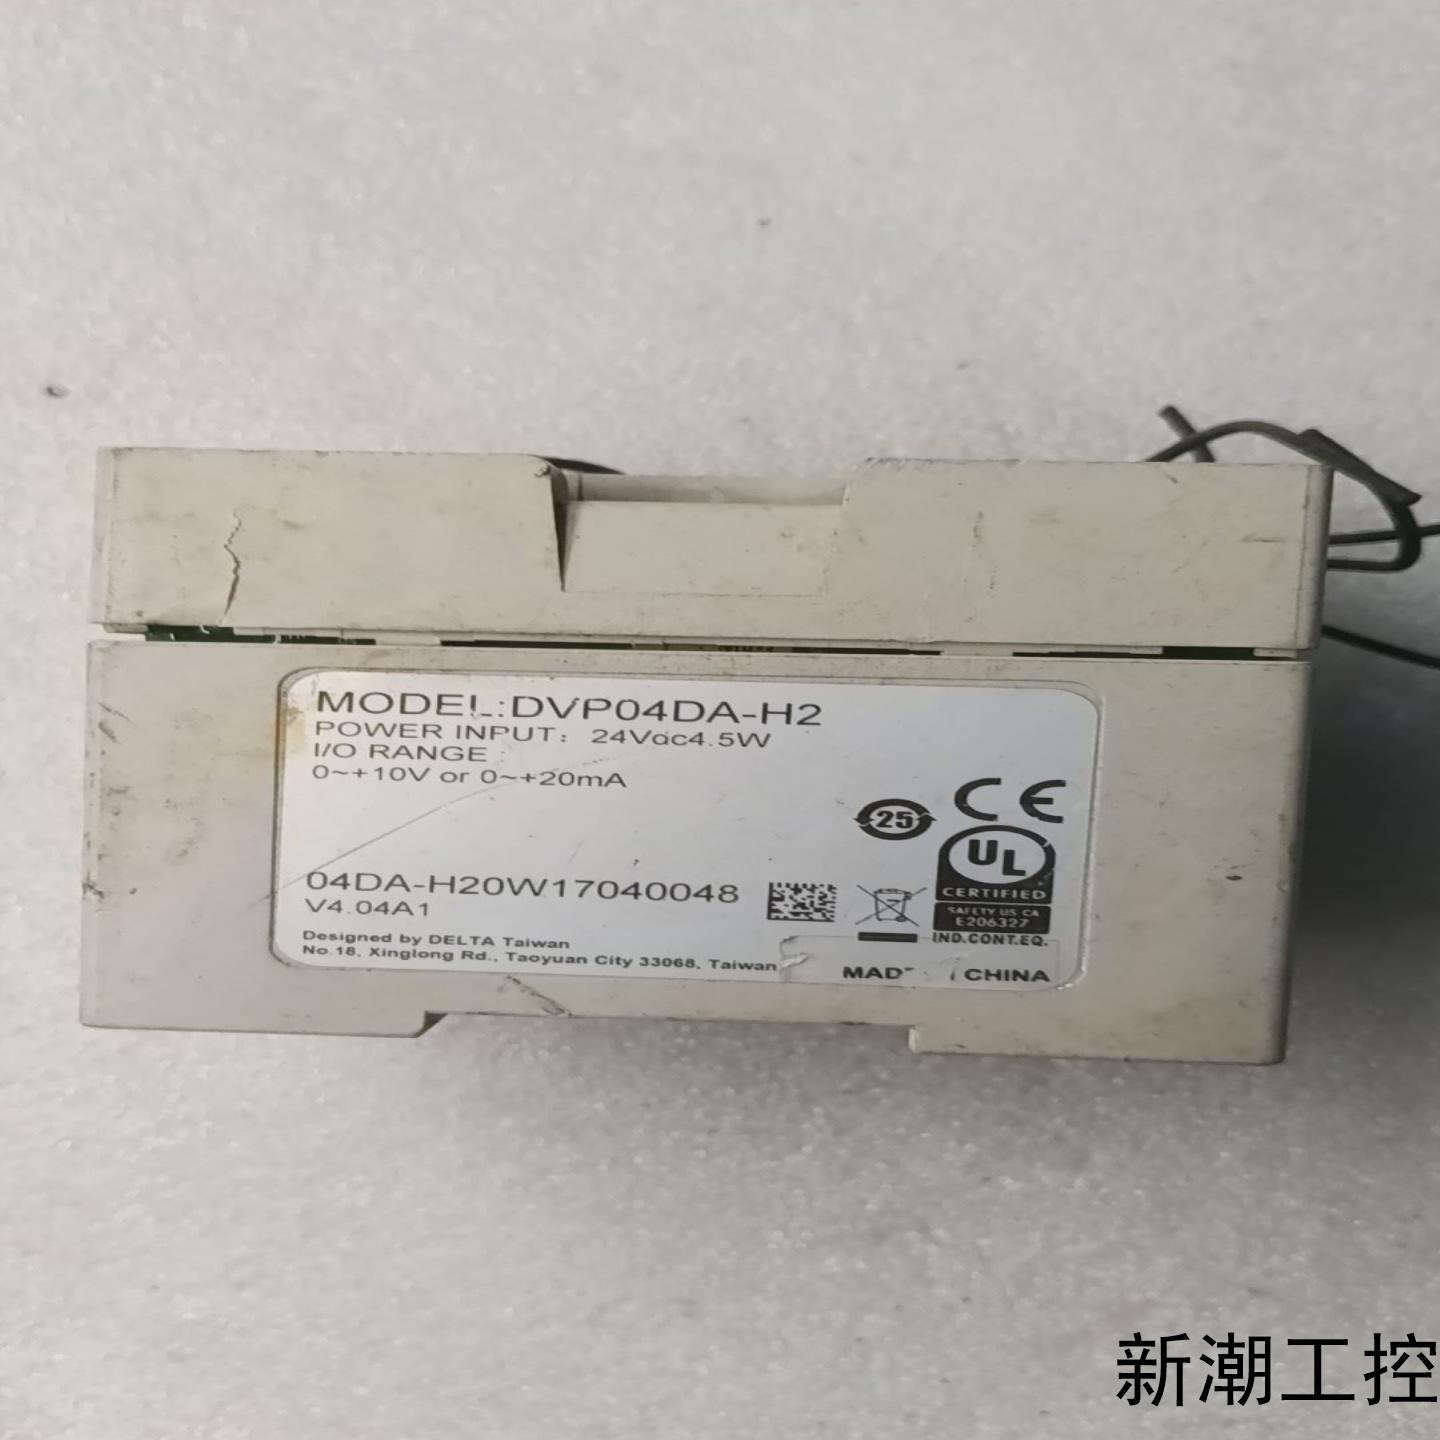 MODEL:DVP04DA-H2
POWER INPUT: 24Vdc4.5W
I/O RANGE
0~+10V or 0~+20mA
25
CE
UL
CERTIFIED
SAFETY US CA
E206327
IND.CONT.EQ.
04DA-H20W17040048
V4.04A1
Designed by DELTA Taiwan
No.18, Xinglong Rd., Taoyuan City 33068, Taiwan
CHINA
新潮工控